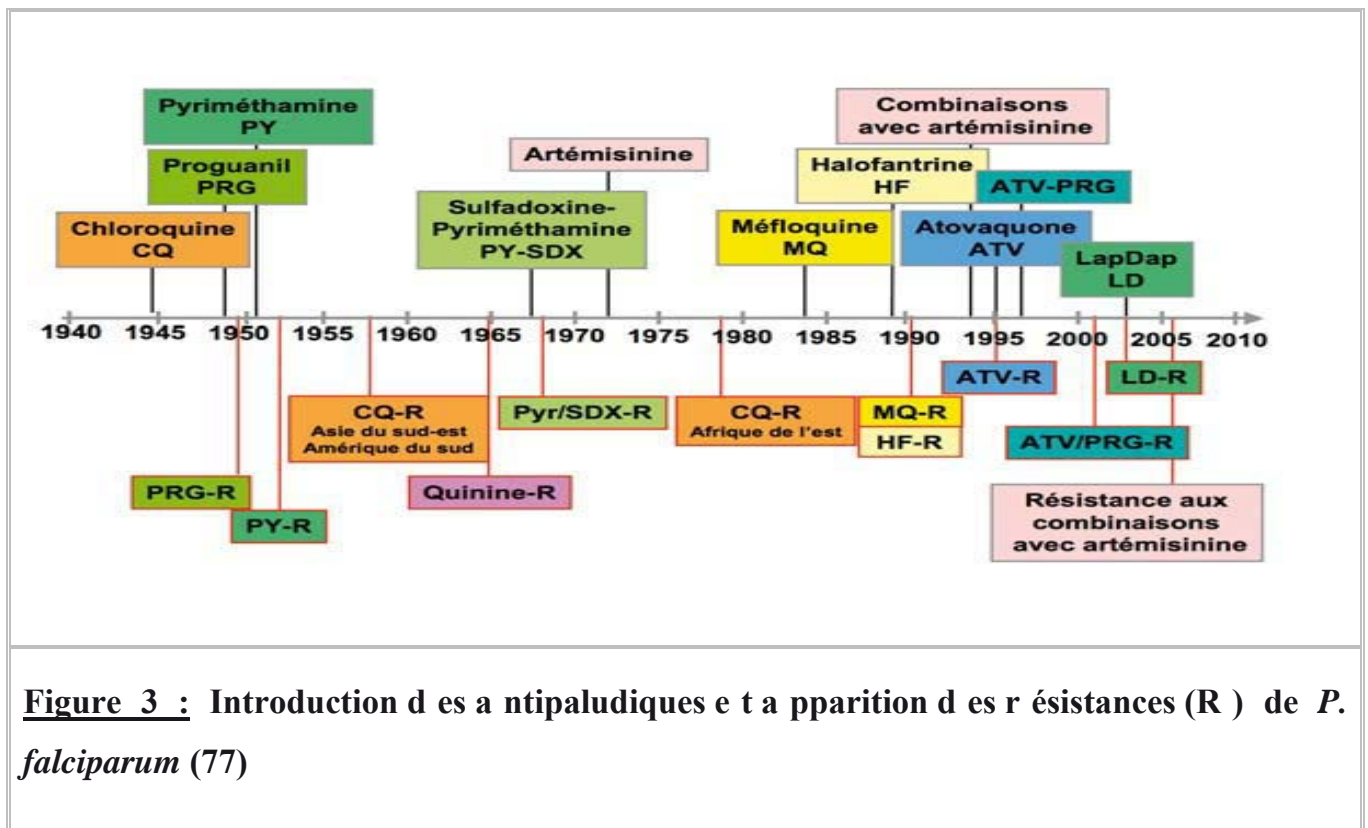 Pyriméthamine
PY
Combinaisons
avec artémisinine
Proguanil
PRG
Artémisinine
Halofantrine
HF
ATV-PRG
Chloroquine
CQ
Sulfadoxine-
Pyriméthamine
PY-SDX
Méfloquine
MQ
Atovaquone
ATV
LapDap
LD
1940 1945 1950 1955 1960 1965 1970 1975 1980 1985 1990 1995 2000 2005 2010
ATV-R
LD-R
CQ-R
Asie du sud-est
Amérique du sud
Pyr/SDX-R
CQ-R
Afrique de l'est
MQ-R
HF-R
ATV/PRG-R
PRG-R
Quinine-R
PY-R
Résistance aux
combinaisons
avec artémisinine
Figure 3 : Introduction d es a ntipaludiques e t a pparition d es r ésistances (R ) de P.
falciparum (77)